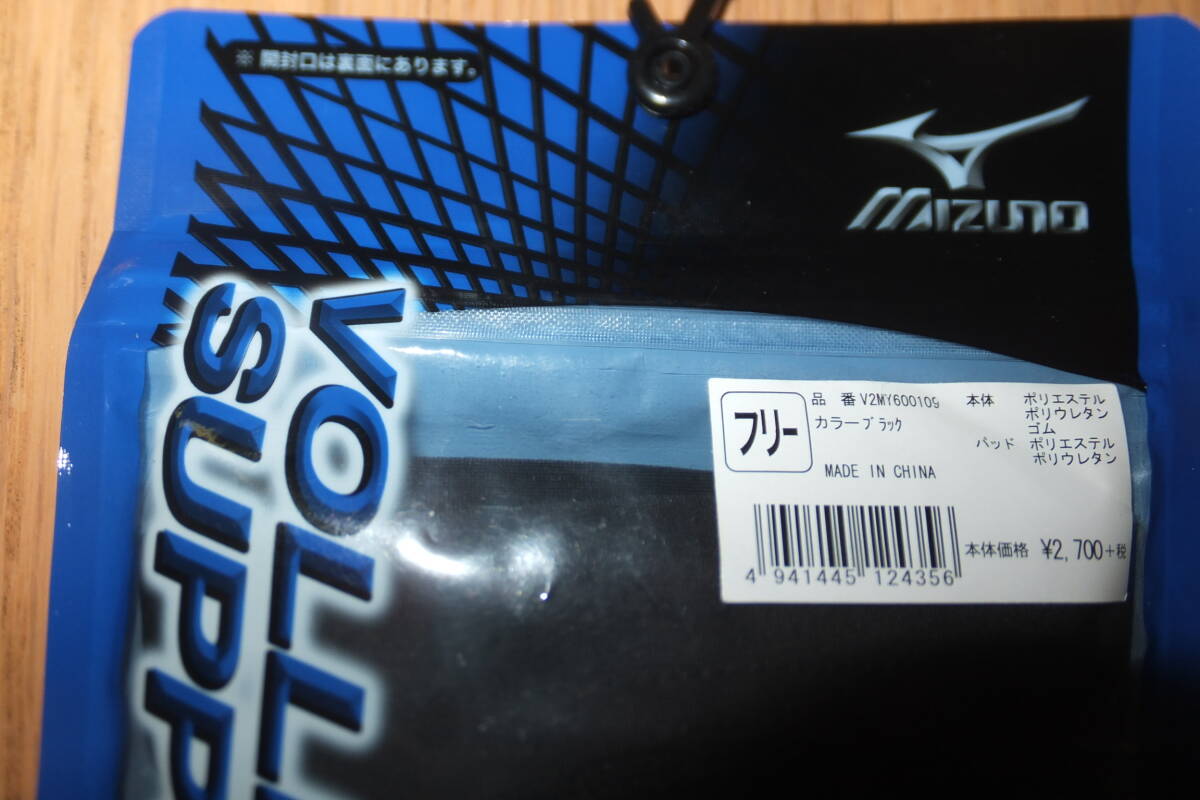 ※ 開封口は裏面にあります。
MIZUNO
VOLL
SUPP
フリー
品 番 V2MY600109
カラー ブラック
MADE IN CHINA
本体 ポリエステル
ポリウレタン
ゴム
パッド ポリエステル
ポリウレタン
4 941445 124356
本体価格 ¥2,700+税